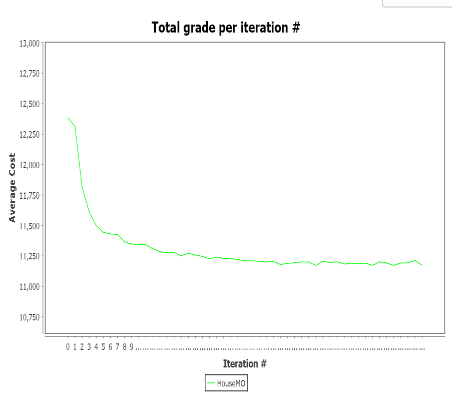 Total grade per iteration #
13,000
12,750
12,500
12,250
12,000
11,750
11,500
11,250
11,000
10,750
Average Cost
0 1 2 3 4 5 6 7 8 9
Iteration #
HouseMO